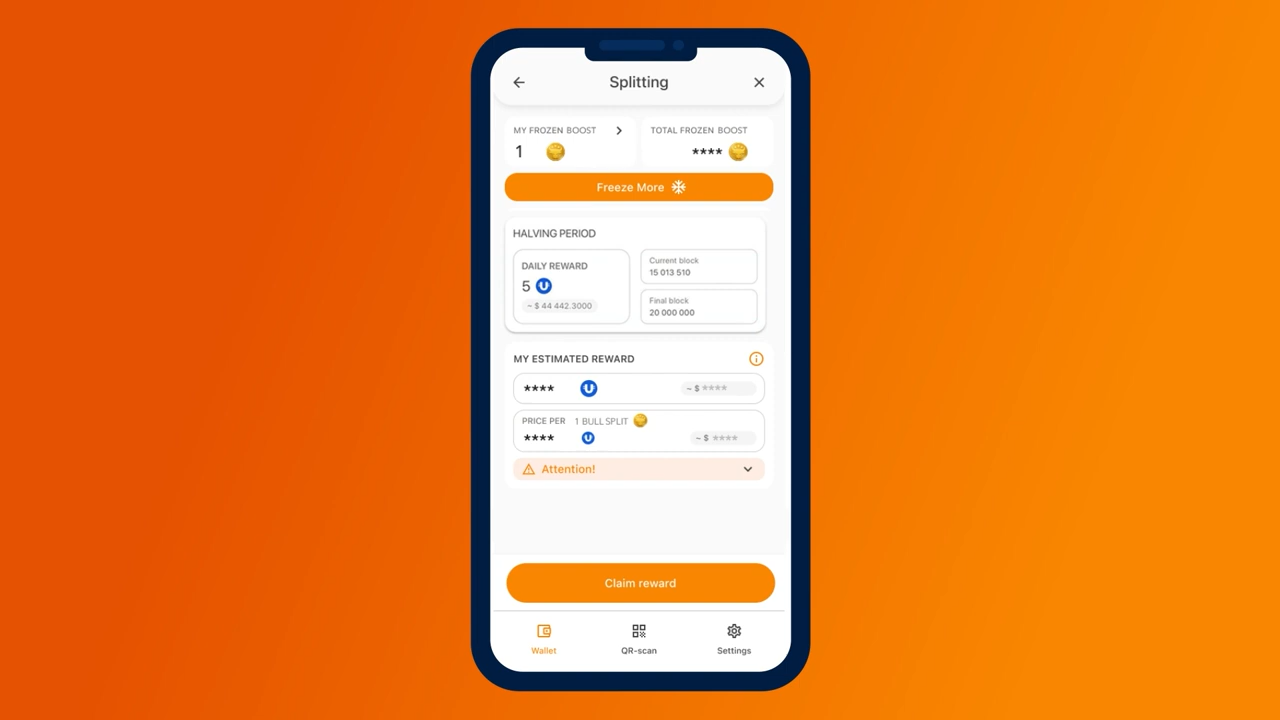 Splitting
MY FROZEN BOOST
TOTAL FROZEN BOOST
1
****
Freeze More
HALVING PERIOD
DAILY REWARD
5
~ $ 44 442.3000
Current block
15 013 510
Final block
20 000 000
MY ESTIMATED REWARD
**** ~ $ ****
PRICE PER 1 BULL SPLIT
**** ~ $ ****
Attention!
Claim reward
Wallet QR-scan Settings